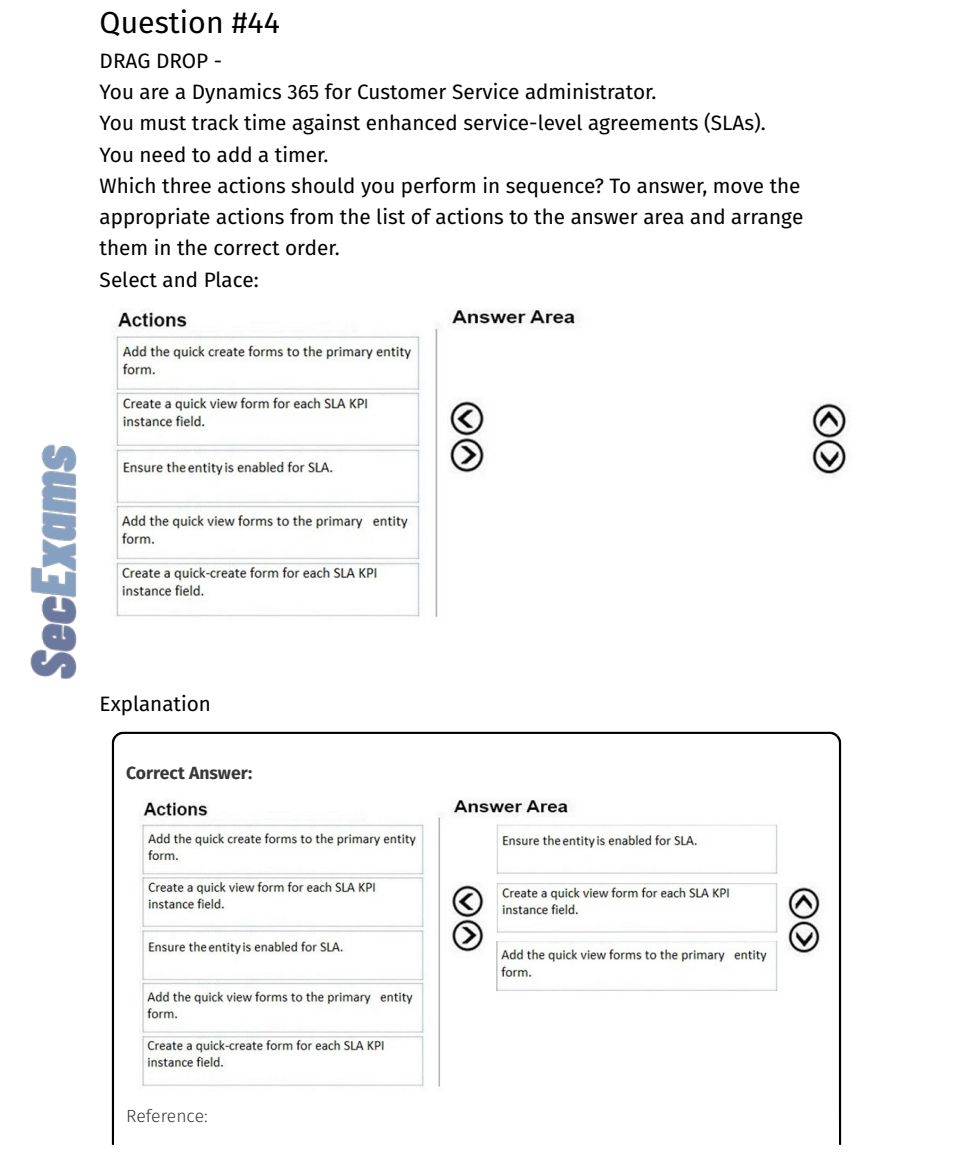 Question #44
DRAG DROP -
You are a Dynamics 365 for Customer Service administrator.
You must track time against enhanced service-level agreements (SLAs).
You need to add a timer.
Which three actions should you perform in sequence? To answer, move the
appropriate actions from the list of actions to the answer area and arrange
them in the correct order.
Select and Place:
Actions
Add the quick create forms to the primary entity
form.
Create a quick view form for each SLA KPI
instance field.
Ensure the entity is enabled for SLA.
Add the quick view forms to the primary entity
form.
Create a quick-create form for each SLA KPI
instance field.
Answer Area
SecExams
Explanation
Correct Answer:
Actions
Add the quick create forms to the primary entity
form.
Create a quick view form for each SLA KPI
instance field.
Ensure the entity is enabled for SLA.
Add the quick view forms to the primary entity
form.
Create a quick-create form for each SLA KPI
instance field.
Answer Area
Ensure the entity is enabled for SLA.
Create a quick view form for each SLA KPI
instance field.
Add the quick view forms to the primary entity
form.
Reference: